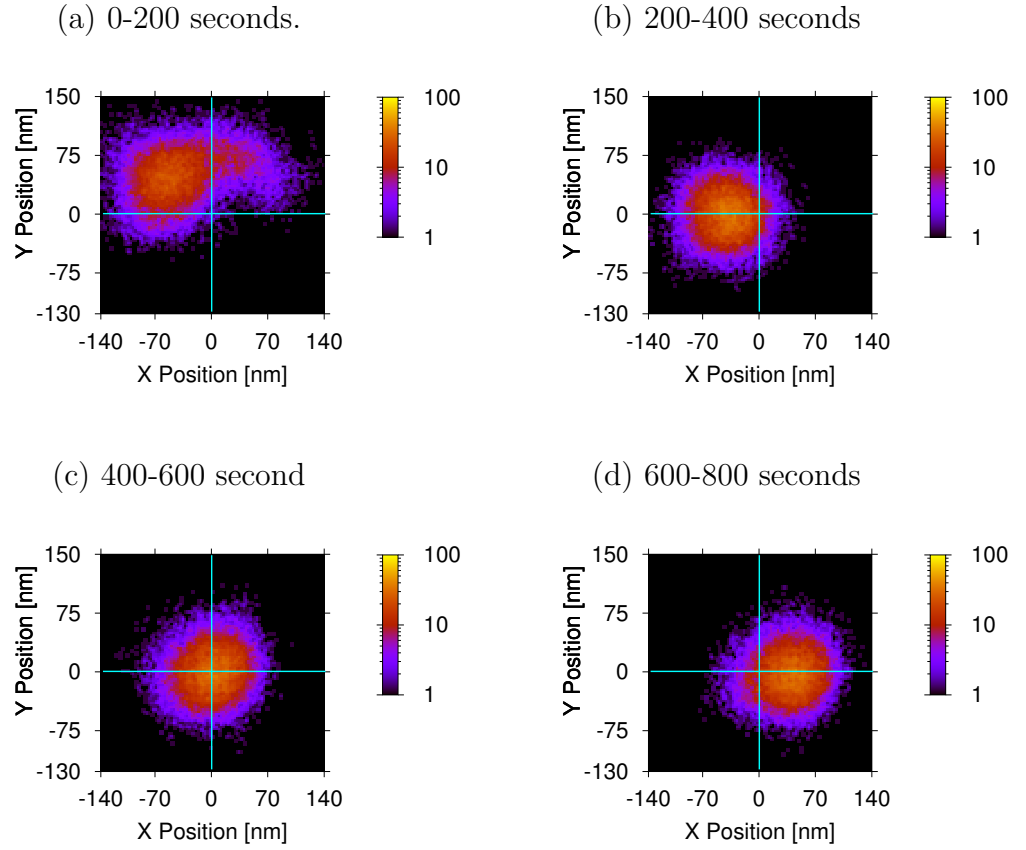 (a) 0-200 seconds.
(b) 200-400 seconds
150
75
0
-75
-130
-140 -70 0 70 140
X Position [nm]
Y Position [nm]
100
10
1
150
75
0
-75
-130
-140 -70 0 70 140
X Position [nm]
Y Position [nm]
100
10
1
(c) 400-600 second
(d) 600-800 seconds
150
75
0
-75
-130
-140 -70 0 70 140
X Position [nm]
Y Position [nm]
100
10
1
150
75
0
-75
-130
-140 -70 0 70 140
X Position [nm]
Y Position [nm]
100
10
1